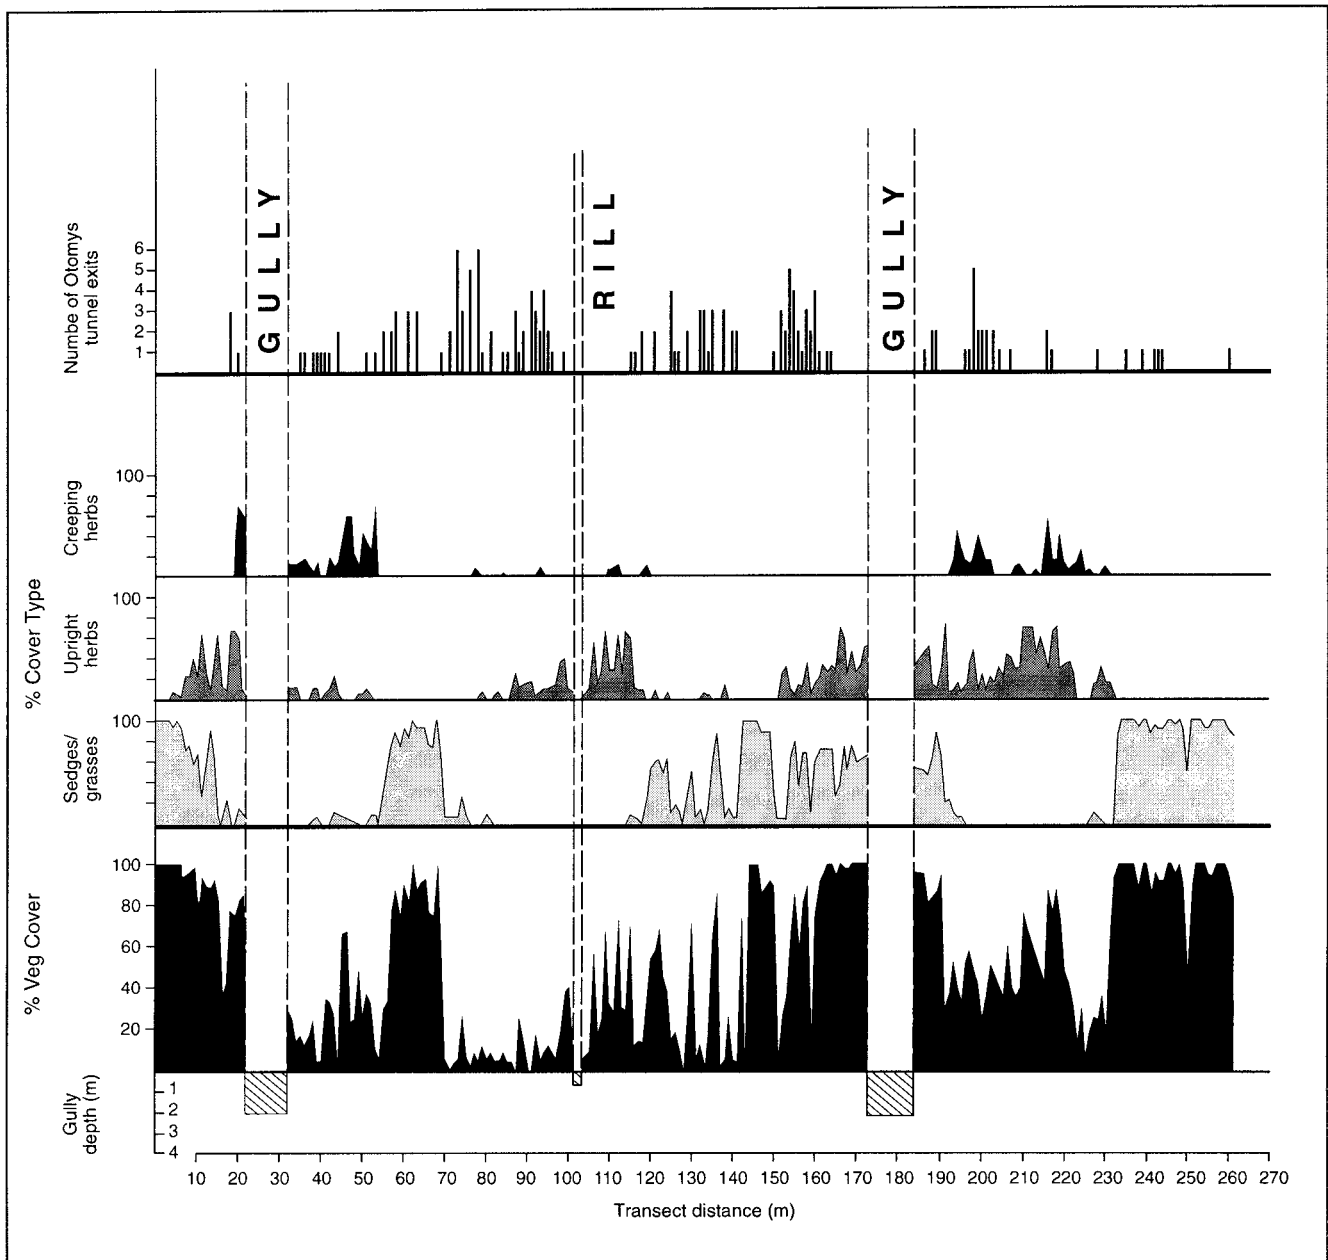 Numbe of Otomys
tunnel exits
6
5
4
3
2
1
GULLY
RILL
GULLY
% Cover Type
Creeping
herbs
100
Upright
herbs
100
Sedges/
grasses
100
% Veg Cover
100
80
60
40
20
Gully
depth (m)
1
2
3
4
10 20 30 40 50 60 70 80 90 100 110 120 130 140 150 160 170 180 190 200 210 220 230 240 250 260 270
Transect distance (m)